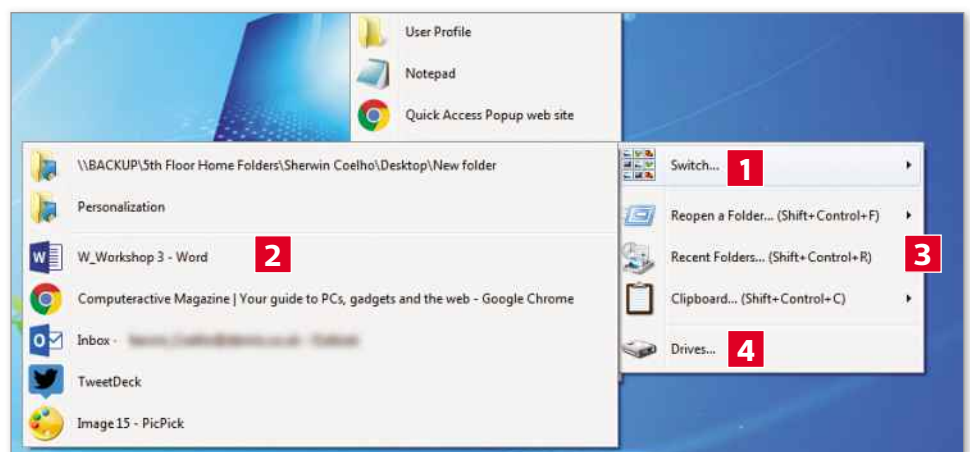 User Profile
Notepad
Quick Access Popup web site
\\BACKUP\5th Floor Home Folders\Sherwin Coelho\Desktop\New folder
Personalization
W_Workshop 3 - Word
2
Computeractive Magazine | Your guide to PCs, gadgets and the web - Google Chrome
Inbox -
TweetDeck
Image 15 - PicPick
Switch...
1
Reopen a Folder... (Shift+Control+F)
Recent Folders... (Shift+Control+R)
3
Clipboard... (Shift+Control+C)
Drives...
4